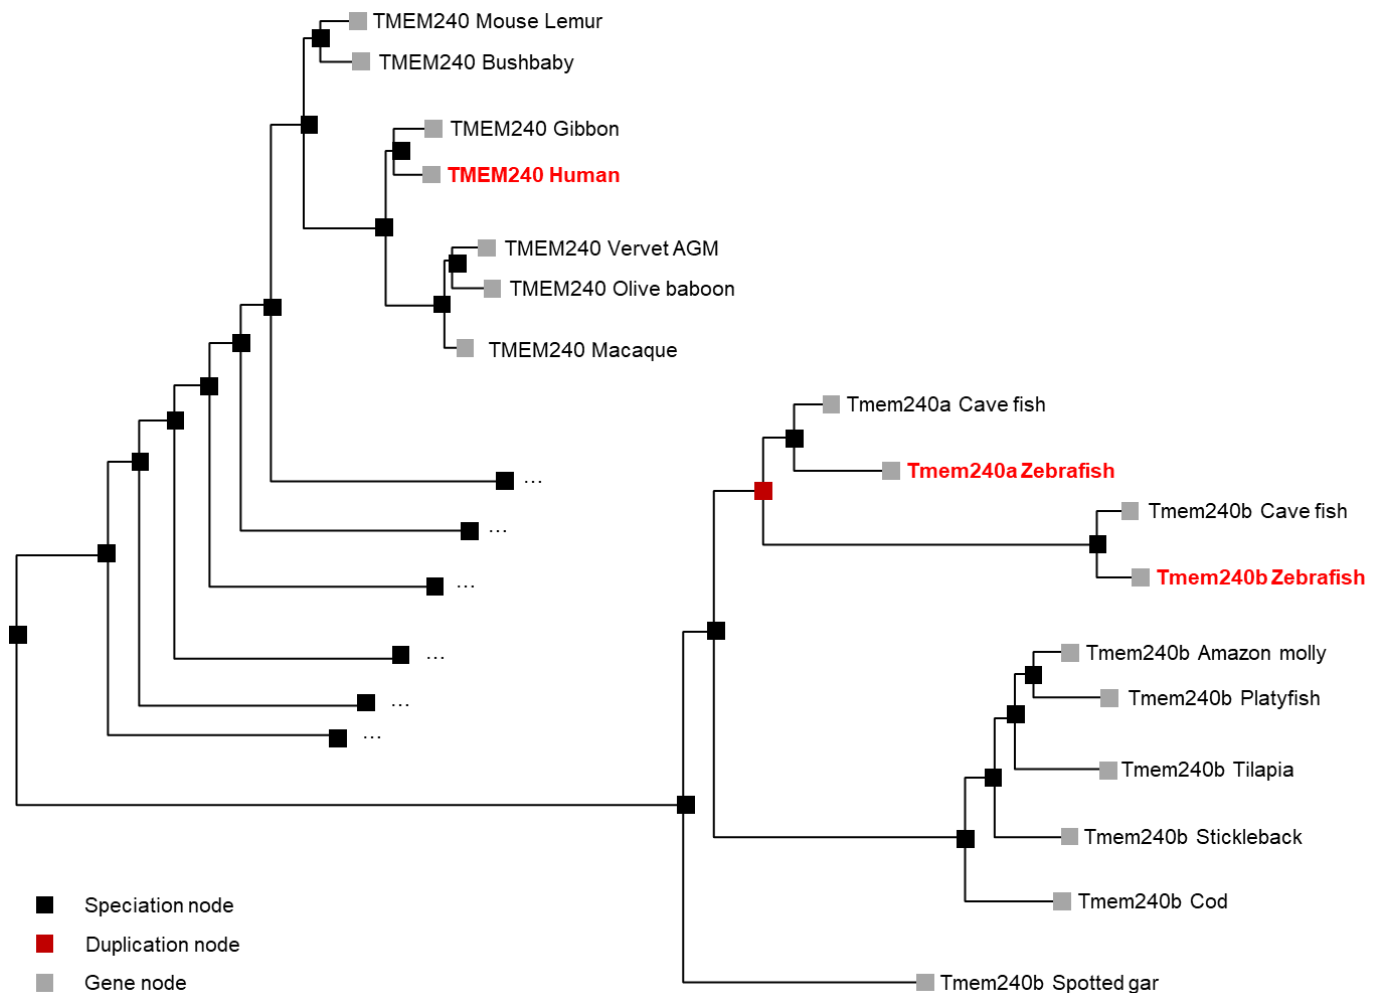 TMEM240 Mouse Lemur
TMEM240 Bushbaby
TMEM240 Gibbon
TMEM240 Human
TMEM240 Vervet AGM
TMEM240 Olive baboon
TMEM240 Macaque
Tmem240a Cave fish
Tmem240a Zebrafish
...
Tmem240b Cave fish
...
Tmem240b Zebrafish
...
Tmem240b Amazon molly
...
Tmem240b Platyfish
...
...
Tmem240b Tilapia
Tmem240b Stickleback
Tmem240b Cod
Speciation node
Duplication node
Gene node
Tmem240b Spotted gar